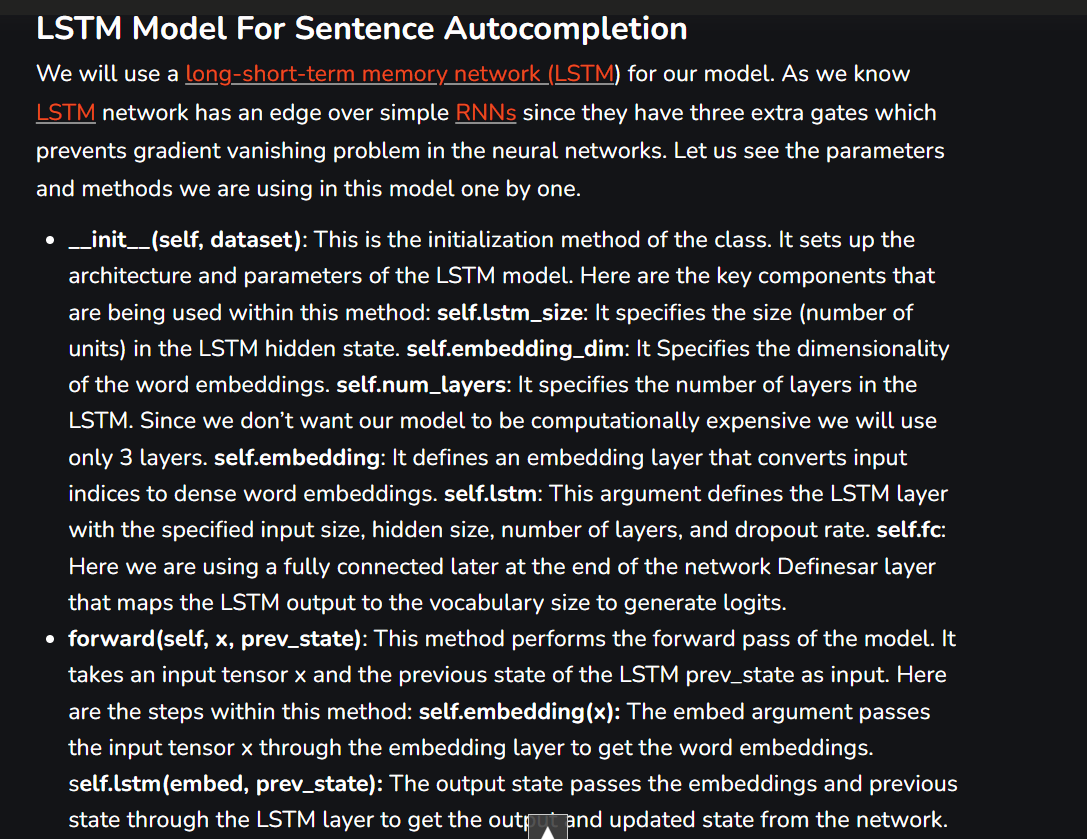 LSTM Model For Sentence Autocompletion
We will use a long-short-term memory network (LSTM) for our model. As we know
LSTM network has an edge over simple RNNs since they have three extra gates which
prevents gradient vanishing problem in the neural networks. Let us see the parameters
and methods we are using in this model one by one.
• __init__(self, dataset): This is the initialization method of the class. It sets up the
architecture and parameters of the LSTM model. Here are the key components that
are being used within this method: self.lstm_size: It specifies the size (number of
units) in the LSTM hidden state. self.embedding_dim: It Specifies the dimensionality
of the word embeddings. self.num_layers: It specifies the number of layers in the
LSTM. Since we don’t want our model to be computationally expensive we will use
only 3 layers. self.embedding: It defines an embedding layer that converts input
indices to dense word embeddings. self.lstm: This argument defines the LSTM layer
with the specified input size, hidden size, number of layers, and dropout rate. self.fc:
Here we are using a fully connected later at the end of the network Definesar layer
that maps the LSTM output to the vocabulary size to generate logits.
• forward(self, x, prev_state): This method performs the forward pass of the model. It
takes an input tensor x and the previous state of the LSTM prev_state as input. Here
are the steps within this method: self.embedding(x): The embed argument passes
the input tensor x through the embedding layer to get the word embeddings.
self.lstm(embed, prev_state): The output state passes the embeddings and previous
state through the LSTM layer to get the output and updated state from the network.